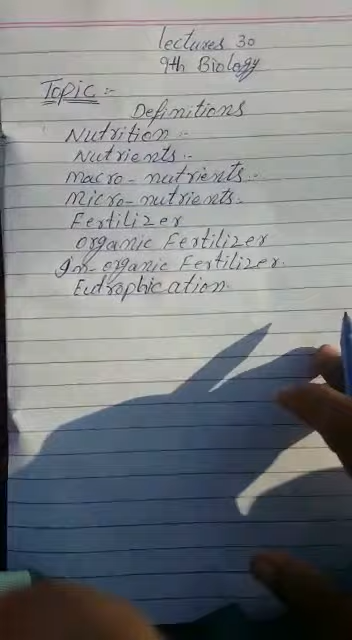 lectures 30
9th Biology
Topic :-
Definitions
Nutrition :-
Nutrients :-
Macro-nutrients :-
Micro-nutrients.
Fertilizer
organic Fertilizer
In-organic Fertilizer.
Eutrophication.